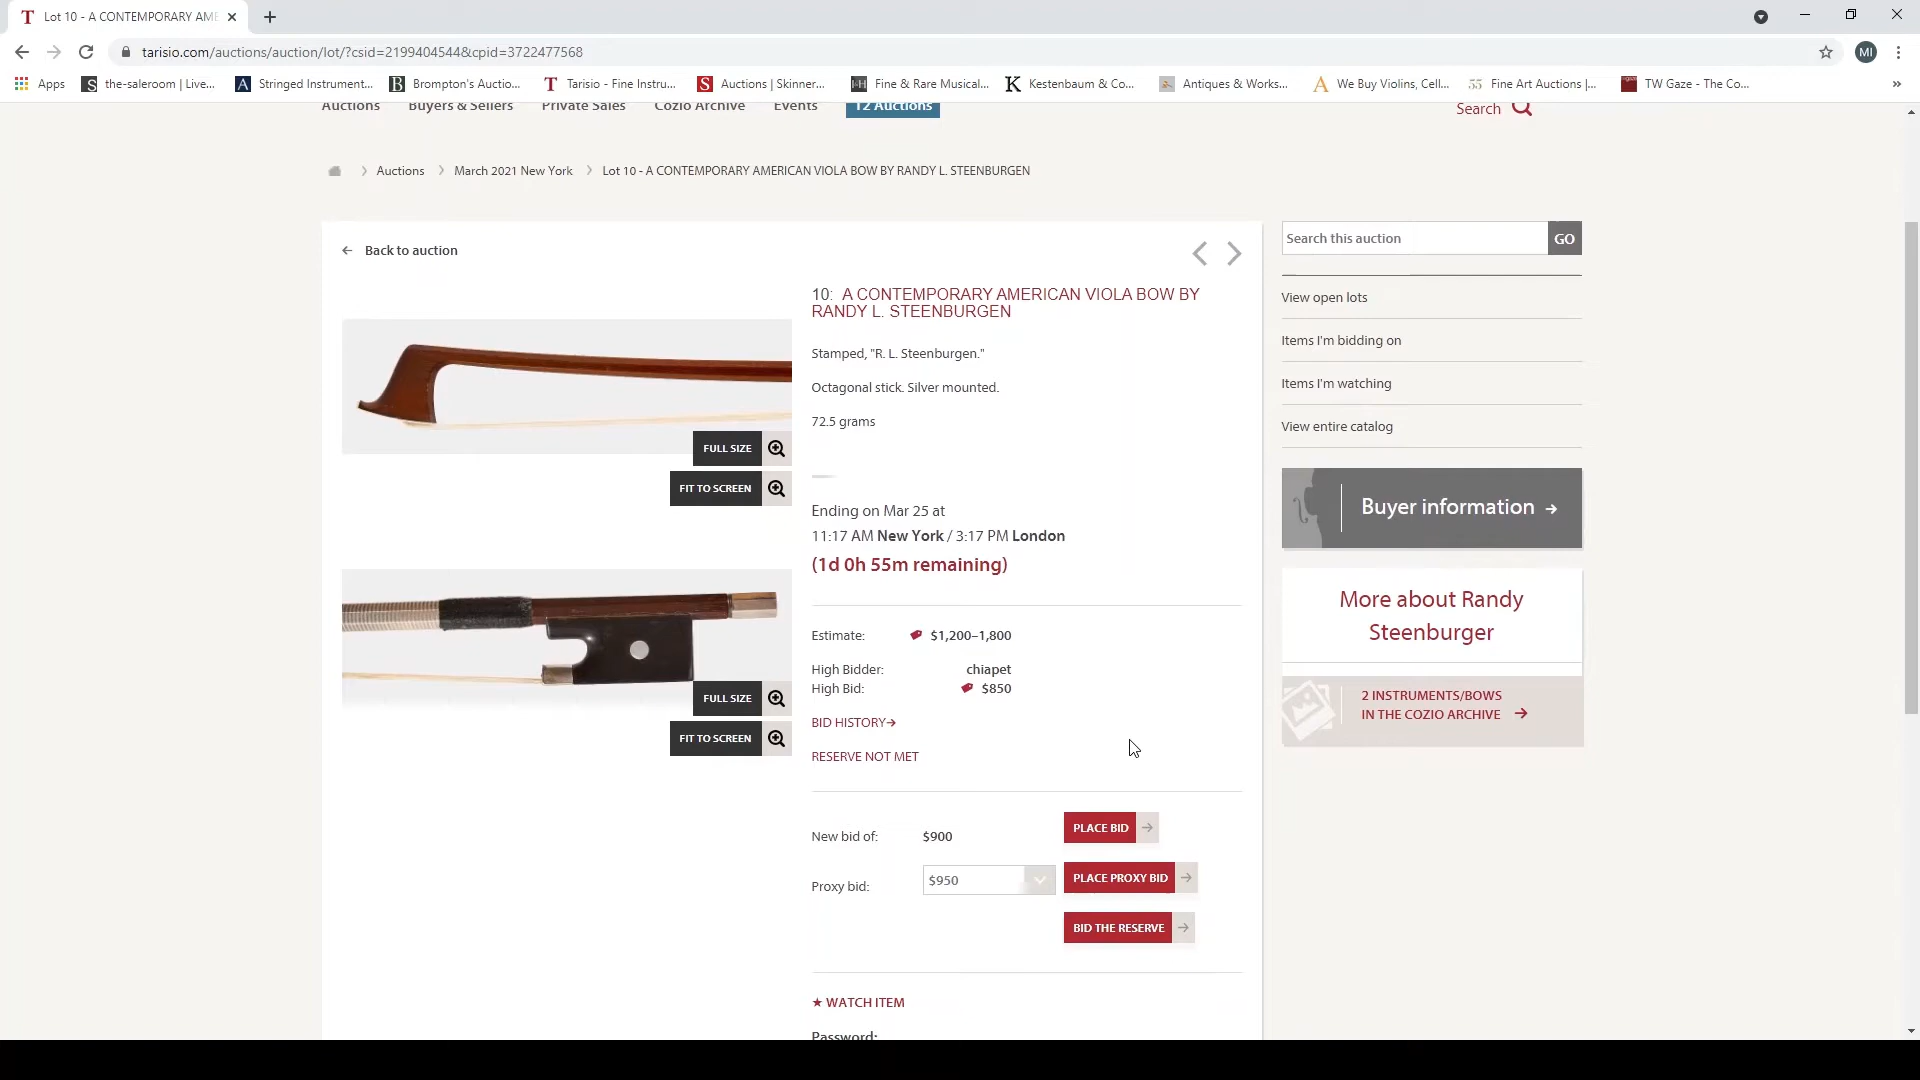 Lot 10 - A CONTEMPORARY AME
tarisio.com/auctions/auction/lot/?csid=2199404544&cpid=3722477568
MI
Apps
the-saleroom | Live...
Stringed Instrument...
Brompton's Auctio...
Tarisio - Fine Instru...
Auctions | Skinner...
Fine & Rare Musical...
Kestenbaum & Co...
Antiques & Works...
We Buy Violins, Cell...
Fine Art Auctions |...
TW Gaze - The Co...
Auctions
Buyers & Sellers
Private Sales
Cozio Archive
Events
T2 Auctions
Search
Auctions
March 2021 New York
Lot 10 - A CONTEMPORARY AMERICAN VIOLA BOW BY RANDY L. STEENBURGEN
Back to auction
10: A CONTEMPORARY AMERICAN VIOLA BOW BY
RANDY L. STEENBURGEN
Stamped, "R. L. Steenburgen."
Octagonal stick. Silver mounted.
72.5 grams
FULL SIZE
FIT TO SCREEN
FULL SIZE
FIT TO SCREEN
Ending on Mar 25 at
11:17 AM New York / 3:17 PM London
(1d 0h 55m remaining)
Estimate: $1,200–1,800
High Bidder: chiapet
High Bid: $850
BID HISTORY→
RESERVE NOT MET
New bid of: $900 PLACE BID
Proxy bid: $950 PLACE PROXY BID
BID THE RESERVE
★ WATCH ITEM
Password:
Search this auction GO
View open lots
Items I'm bidding on
Items I'm watching
View entire catalog
Buyer information →
More about Randy
Steenburger
2 INSTRUMENTS/BOWS
IN THE COZIO ARCHIVE →